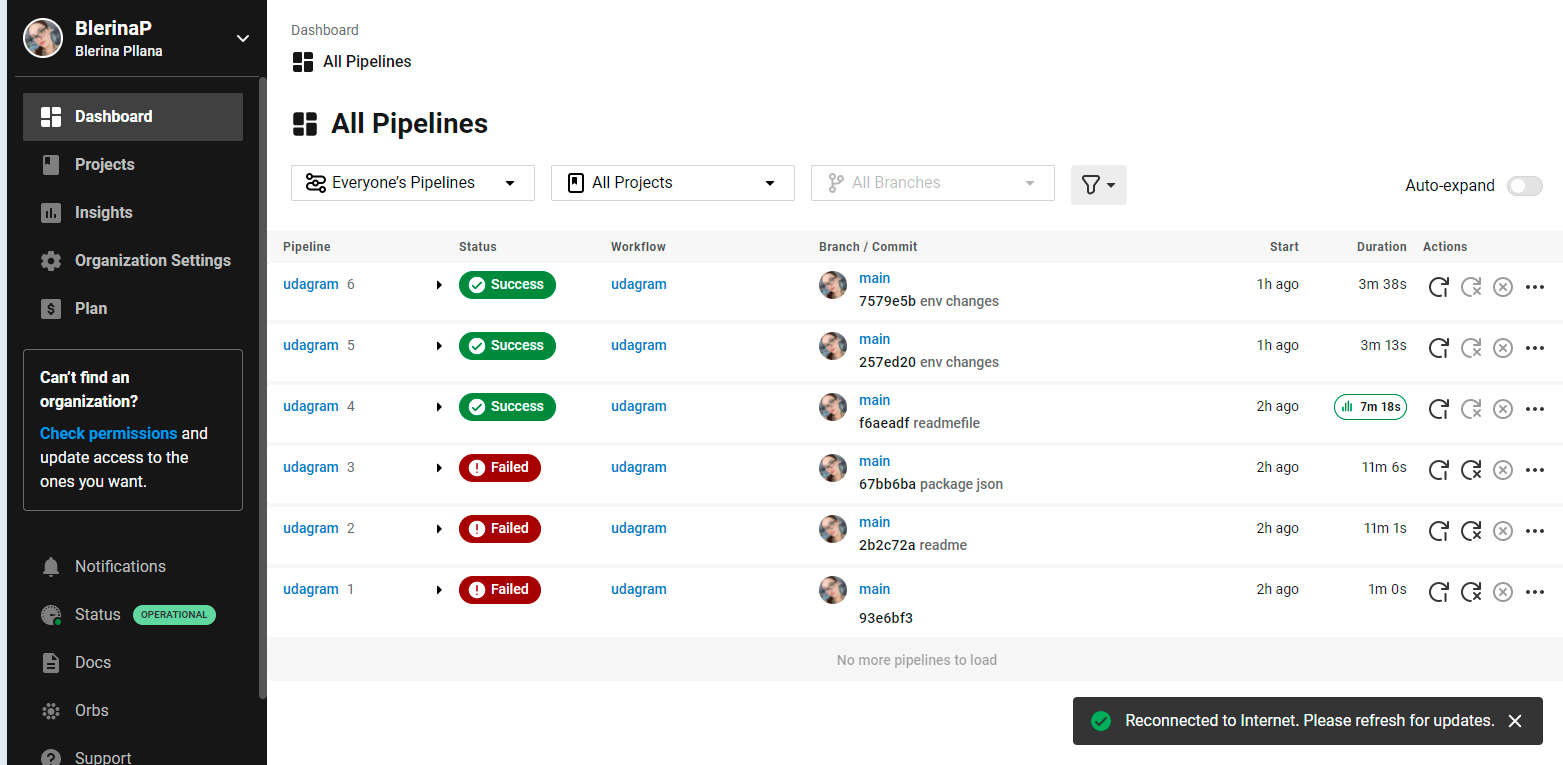 BlerinaP
Blerina Pllana
Dashboard
Projects
Insights
Organization Settings
Plan
Can't find an
organization?
Check permissions and
update access to the
ones you want.
Notifications
Status OPERATIONAL
Docs
Orbs
Support
Dashboard
All Pipelines
All Pipelines
Everyone's Pipelines All Projects All Branches Auto-expand
Pipeline Status Workflow Branch / Commit Start Duration Actions
udagram 6 Success udagram main 1h ago 3m 38s
7579e5b env changes
udagram 5 Success udagram main 1h ago 3m 13s
257ed20 env changes
udagram 4 Success udagram main 2h ago 7m 18s
f6aeadf readmefile
udagram 3 Failed udagram main 2h ago 11m 6s
67bb6ba package json
udagram 2 Failed udagram main 2h ago 11m 1s
2b2c72a readme
udagram 1 Failed udagram main 2h ago 1m 0s
93e6bf3
No more pipelines to load
Reconnected to Internet. Please refresh for updates.